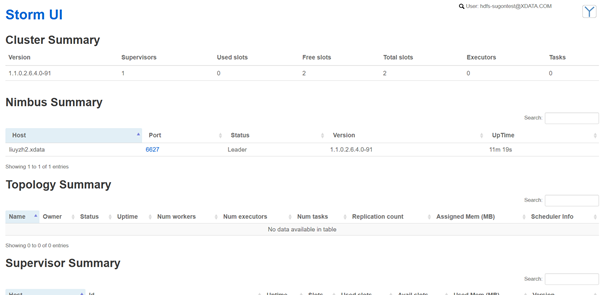 User: hdfs-sugontest@XDATA.COM
Storm UI
Cluster Summary
Version Supervisors Used slots Free slots Total slots Executors Tasks
1.1.0.2.6.4.0-91 1 0 2 2 0 0
Nimbus Summary
Search:
Host Port Status Version UpTime
liuyzh2.xdata 6627 Leader 1.1.0.2.6.4.0-91 11m 19s
Showing 1 to 1 of 1 entries
Topology Summary
Search:
Name Owner Status Uptime Num workers Num executors Num tasks Replication count Assigned Mem (MB) Scheduler Info
No data available in table
Showing 0 to 0 of 0 entries
Supervisor Summary
Search:
Host Id Uptime Slots Used slots Avail slots Used Mem (MB) Version